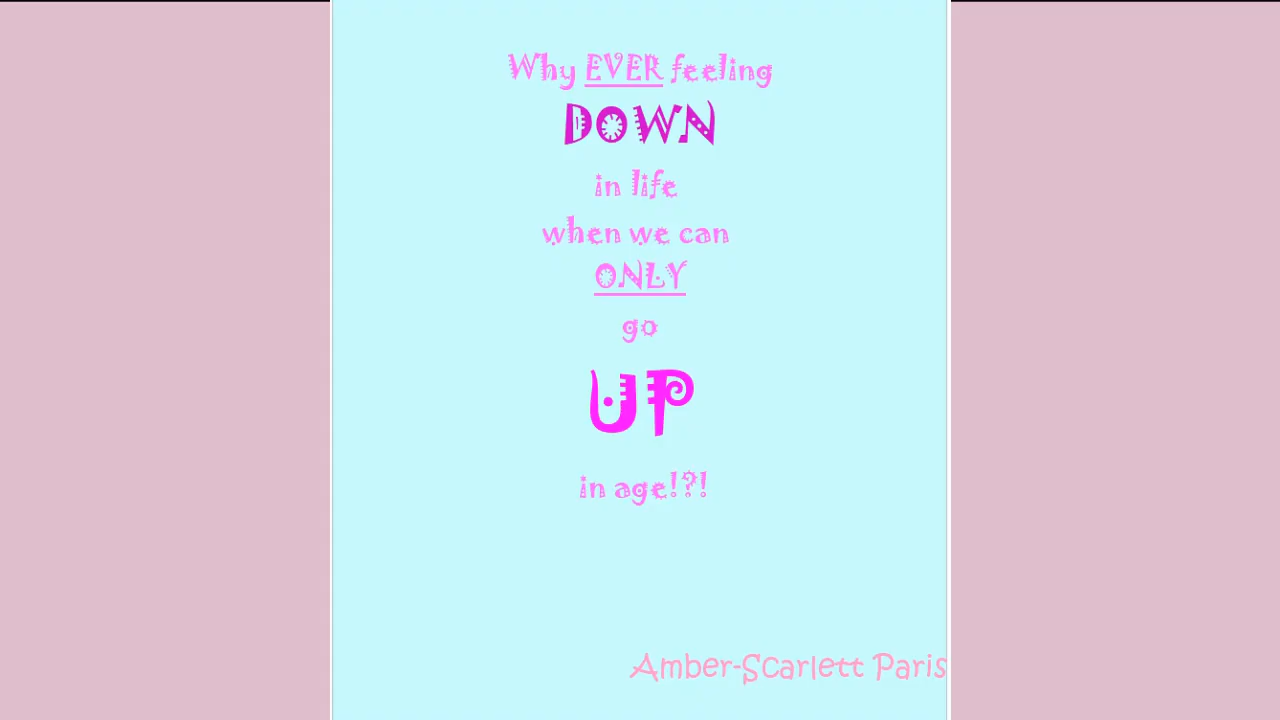 Why EVER feeling
DOWN
in life
when we can
ONLY
go
UP
in age!?!
Amber-Scarlett Paris